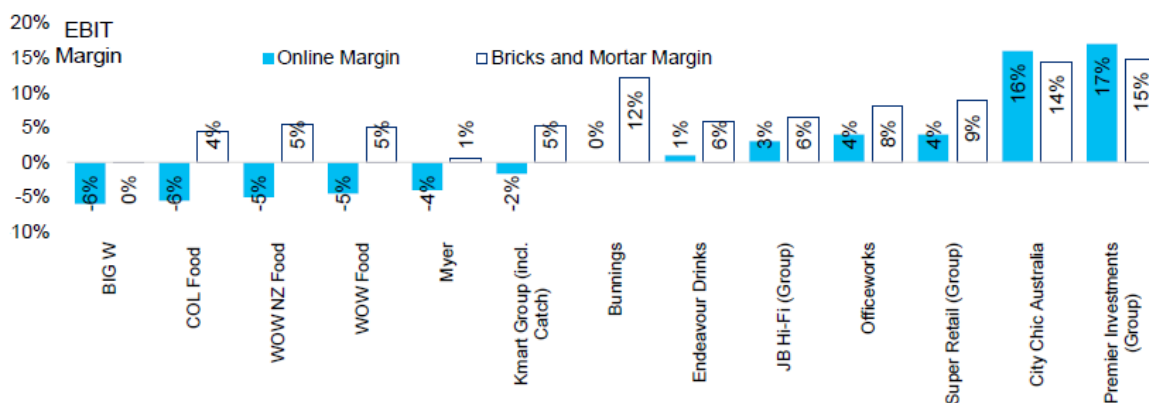 20%
EBIT
Margin
15%
Online Margin
Bricks and Mortar Margin
10%
5%
0%
-5%
10%
-6%
0%
-6%
4%
-5%
5%
-5%
5%
-4%
1%
-2%
5%
0%
12%
1%
6%
3%
6%
4%
8%
4%
9%
16%
14%
17%
15%
BIG W
COL Food
WOW NZ Food
WOW Food
Myer
Kmart Group (incl.
Catch)
Bunnings
Endeavour Drinks
JB Hi-Fi (Group)
Officeworks
Super Retail (Group)
City Chic Australia
Premier Investments
(Group)